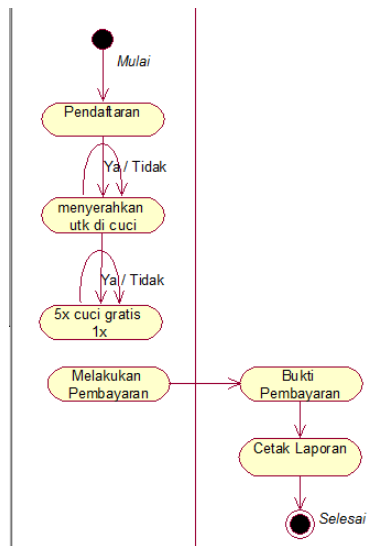 Mulai
Pendaftaran
Ya / Tidak
menyerahkan
utk di cuci
Ya / Tidak
5x cuci gratis
1x
Melakukan
Pembayaran
Bukti
Pembayaran
Cetak Laporan
Selesai